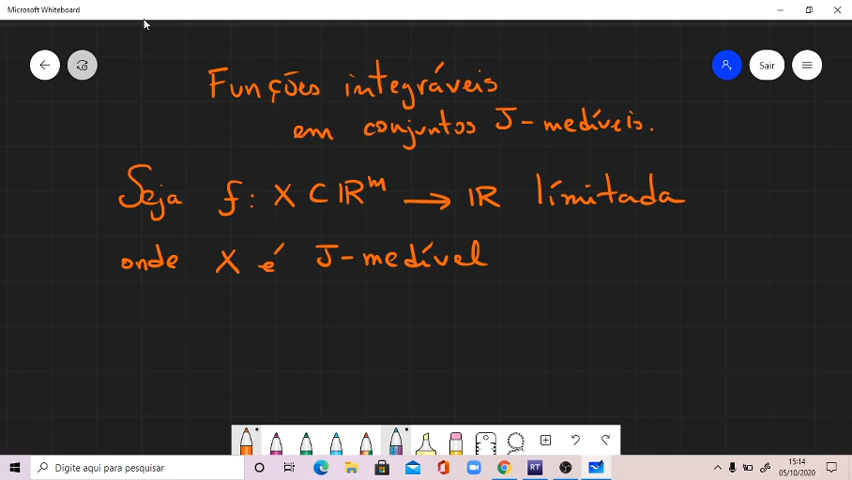 Microsoft Whiteboard
Sair
Funções integráveis
em conjuntos J-medíveis.
Seja f: X ⊂ ℝᵐ → ℝ limitada
onde X é J-medível
Digite aqui para pesquisar
RT
15:14
05/10/2020